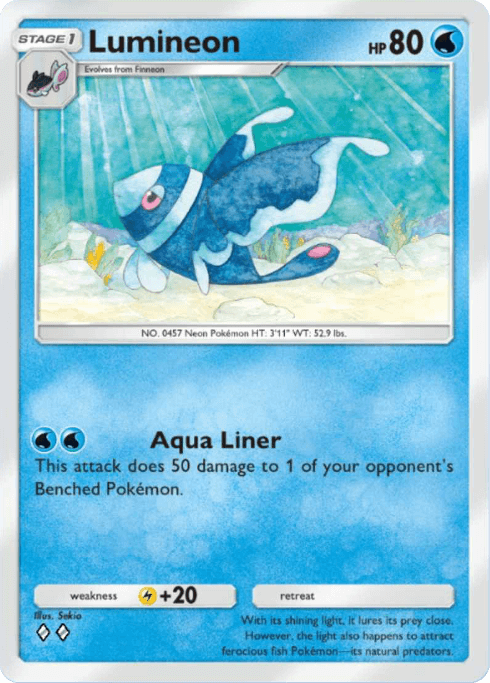 STAGE 1 Lumineon HP 80
Evolves from Finneon
NO. 0457 Neon Pokémon HT: 3'11" WT: 52.9 lbs.
Aqua Liner
This attack does 50 damage to 1 of your opponent's
Benched Pokémon.
weakness +20 retreat
Illus. Sekio
With its shining light, it lures its prey close.
However, the light also happens to attract
ferocious fish Pokémon—its natural predators.